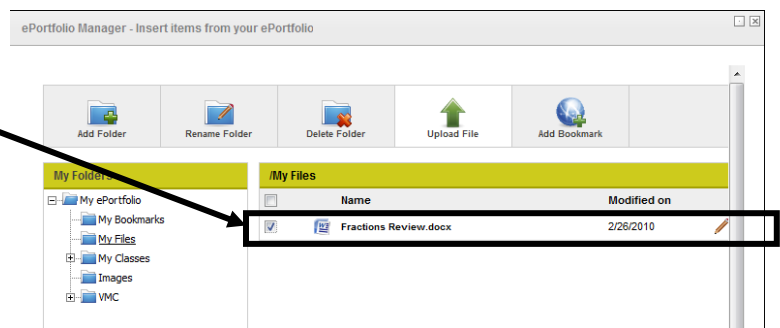 ePortfolio Manager - Insert items from your ePortfolio
Add Folder Rename Folder Delete Folder Upload File Add Bookmark
My Folders /My Files
My ePortfolio Name Modified on
My Bookmarks
Fractions Review.docx 2/26/2010
My Files
My Classes
Images
VMC